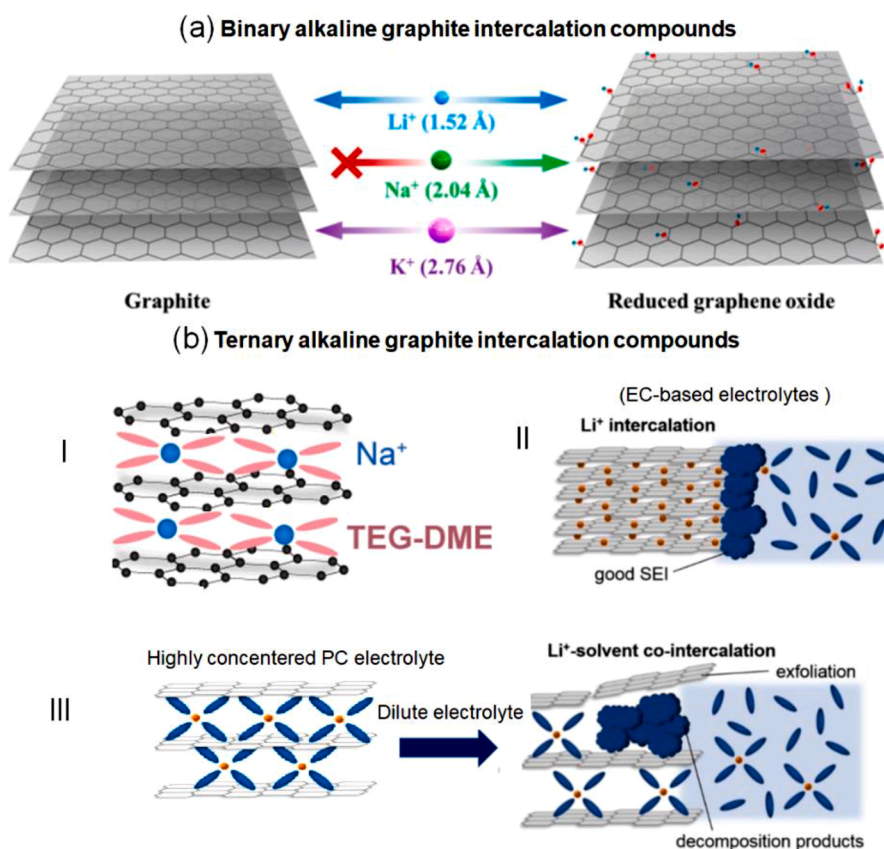 (a) Binary alkaline graphite intercalation compounds
Li⁺ (1.52 Å)
Na⁺ (2.04 Å)
K⁺ (2.76 Å)
Graphite
Reduced graphene oxide
(b) Ternary alkaline graphite intercalation compounds
I
Na⁺
TEG-DME
II
(EC-based electrolytes )
Li⁺ intercalation
good SEI
III
Highly concentered PC electrolyte
Dilute electrolyte
Li⁺-solvent co-intercalation
exfoliation
decomposition products